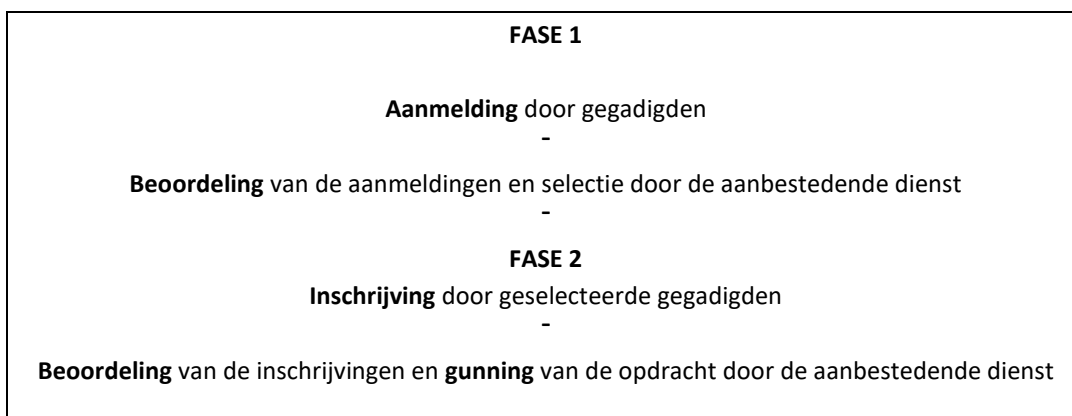 FASE 1
Aanmelding door gegadigden
-
Beoordeling van de aanmeldingen en selectie door de aanbestedende dienst
-
FASE 2
Inschrijving door geselecteerde gegadigden
-
Beoordeling van de inschrijvingen en gunning van de opdracht door de aanbestedende dienst